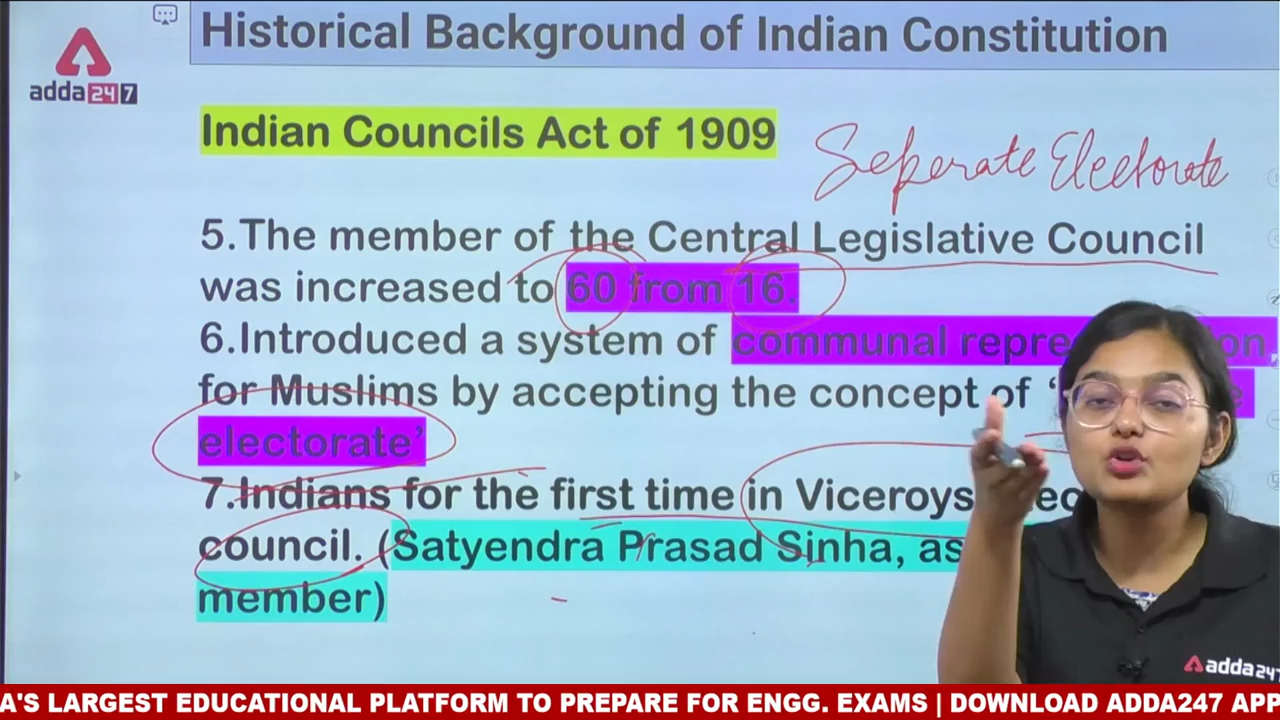 Historical Background of Indian Constitution
adda247
Indian Councils Act of 1909
Seperate Electorate
5.The member of the Central Legislative Council
was increased to 60 from 16.
6.Introduced a system of communal
for Muslims by accepting the concept of
electorate’
7.Indians for the first time in Viceroys
council. (Satyendra Prasad Sinha, as
member)
adda247
A'S LARGEST EDUCATIONAL PLATFORM TO PREPARE FOR ENGG. EXAMS | DOWNLOAD ADDA247 APP